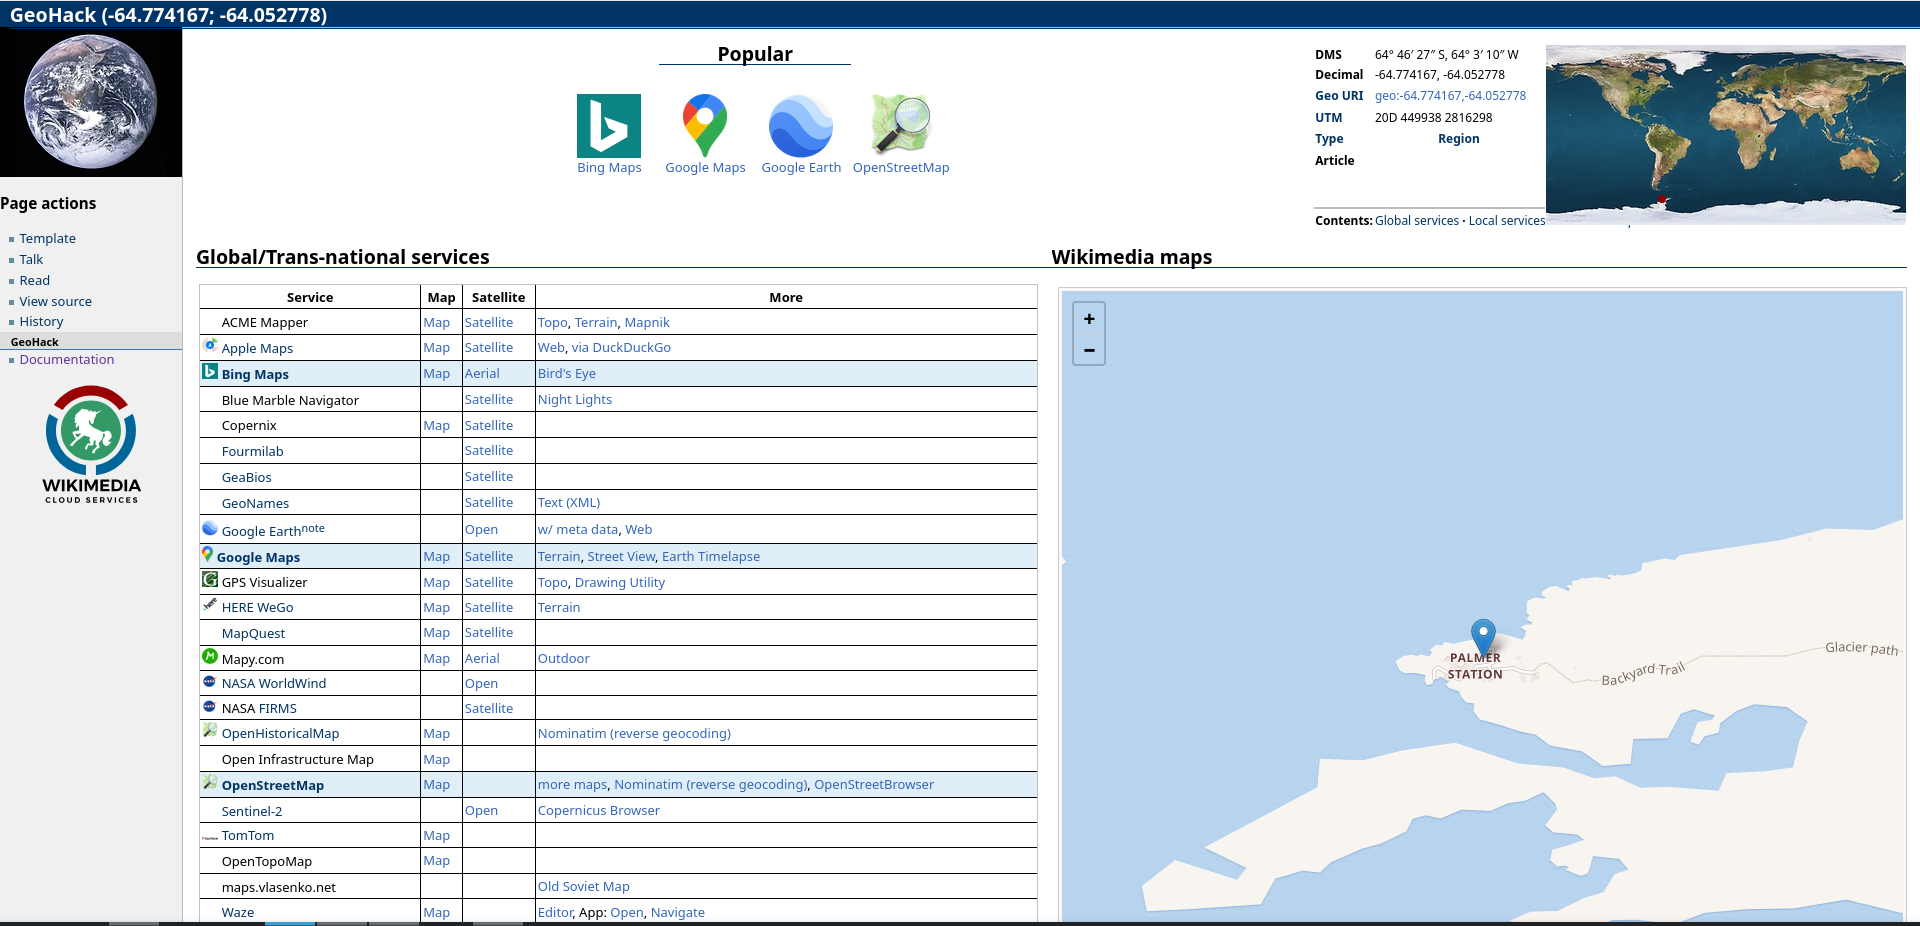 GeoHack (-64.774167; -64.052778)
Page actions
Template
Talk
Read
View source
History
GeoHack
Documentation
WIKIMEDIA
CLOUD SERVICES
Popular
Bing Maps Google Maps Google Earth OpenStreetMap
DMS 64° 46′ 27″ S, 64° 3′ 10″ W
Decimal -64.774167, -64.052778
Geo URI geo:-64.774167,-64.052778
UTM 20D 449938 2816298
Type Region
Article
Contents: Global services · Local services
Global/Trans-national services
Service Map Satellite More
ACME Mapper Map Satellite Topo, Terrain, Mapnik
Apple Maps Map Satellite Web, via DuckDuckGo
Bing Maps Map Aerial Bird's Eye
Blue Marble Navigator Satellite Night Lights
Copernix Map Satellite
Fourmilab Satellite
GeaBios Satellite
GeoNames Satellite Text (XML)
Google Earthnote Open w/ meta data, Web
Google Maps Map Satellite Terrain, Street View, Earth Timelapse
GPS Visualizer Map Satellite Topo, Drawing Utility
HERE WeGo Map Satellite Terrain
MapQuest Map Satellite
Mapy.com Map Aerial Outdoor
NASA WorldWind Open
NASA FIRMS Satellite
OpenHistoricalMap Map Nominatim (reverse geocoding)
Open Infrastructure Map Map
OpenStreetMap Map more maps, Nominatim (reverse geocoding), OpenStreetBrowser
Sentinel-2 Open Copernicus Browser
TomTom Map
OpenTopoMap Map
maps.vlasenko.net Old Soviet Map
Waze Map Editor, App: Open, Navigate
Wikimedia maps
+
−
PALMER
STATION
Backyard Trail
Glacier path